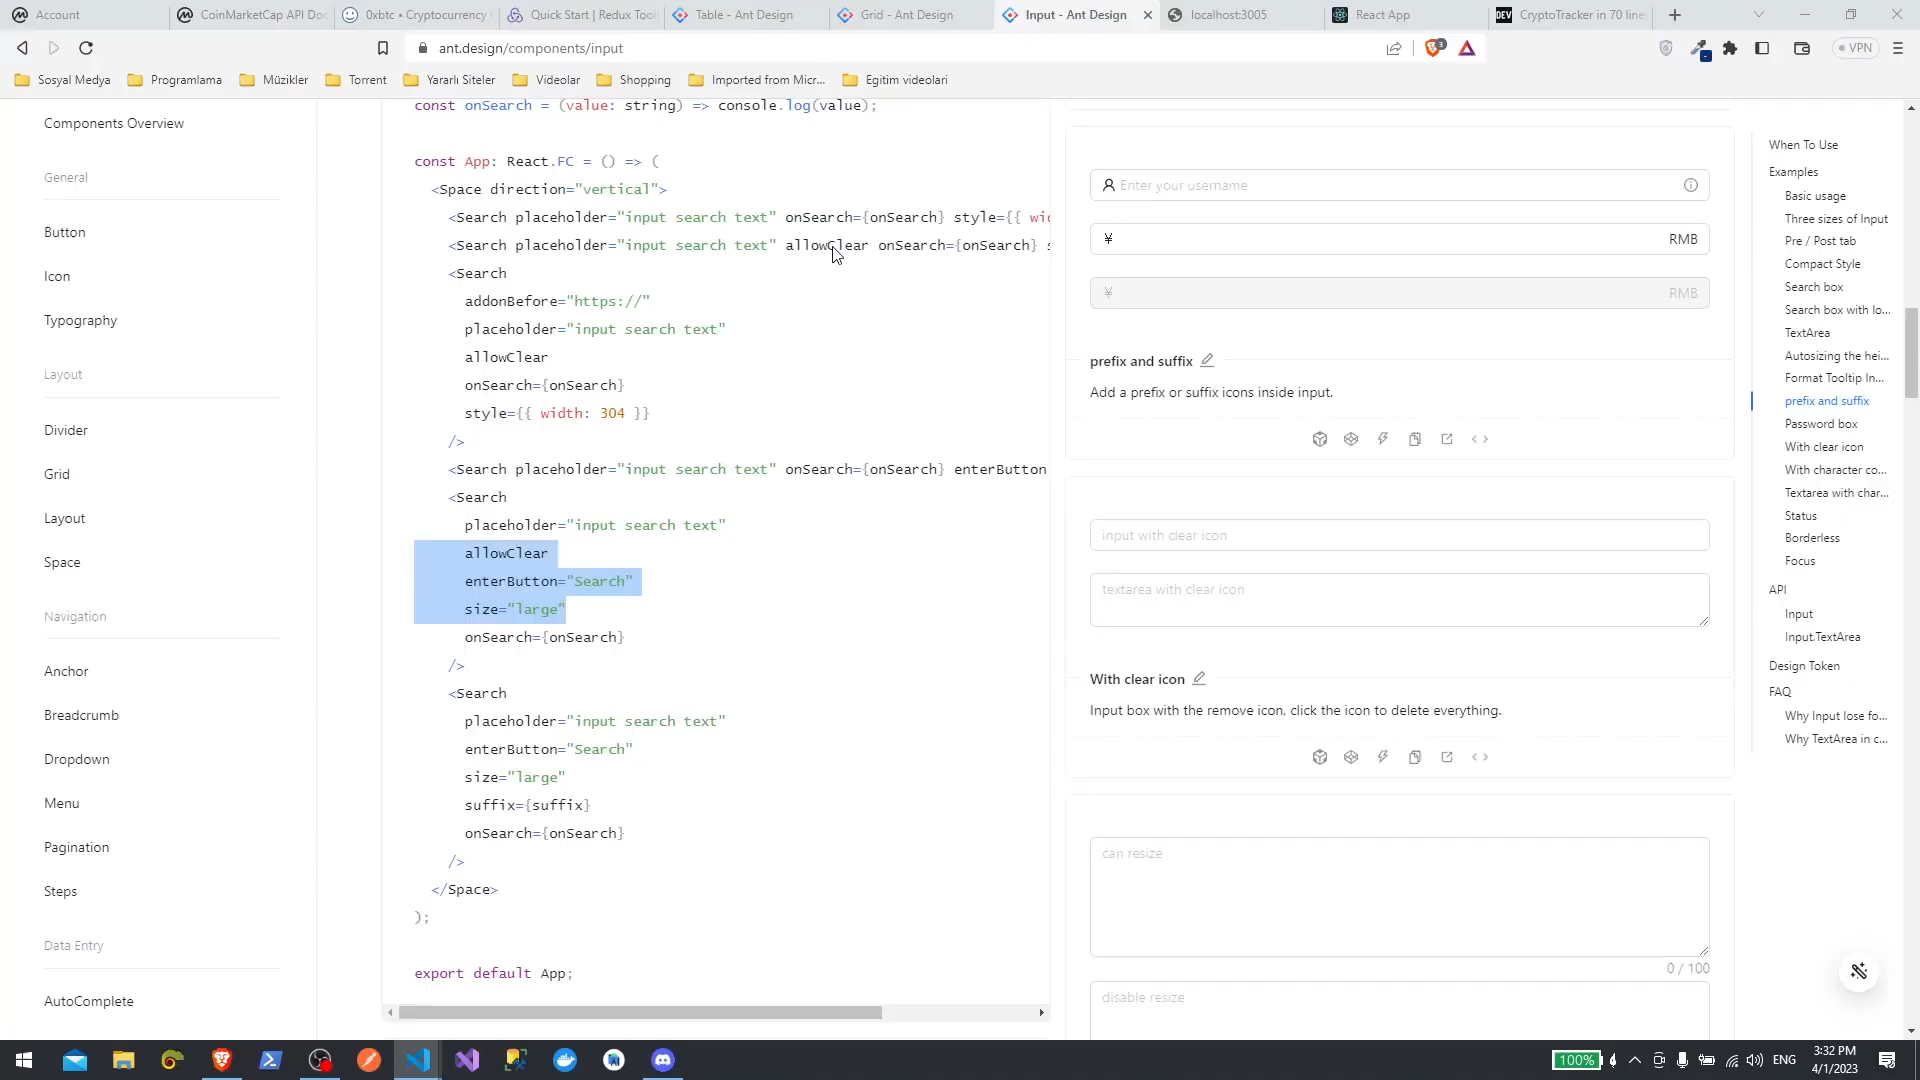 Account
CoinMarketCap API Doc
0xbtc • Cryptocurrency
Quick Start | Redux Tool
Table - Ant Design
Grid - Ant Design
Input - Ant Design
localhost:3005
React App
CryptoTracker in 70 line
ant.design/components/input
VPN
Sosyal Medya
Programlama
Müzikler
Torrent
Yararlı Siteler
Videolar
Shopping
Imported from Micr...
Egitim videolari
Components Overview
General
Button
Icon
Typography
Layout
Divider
Grid
Layout
Space
Navigation
Anchor
Breadcrumb
Dropdown
Menu
Pagination
Steps
Data Entry
AutoComplete
const onSearch = (value: string) => console.log(value);
const App: React.FC = () => (
<Space direction="vertical">
<Search placeholder="input search text" onSearch={onSearch} style={{ wid
<Search placeholder="input search text" allowClear onSearch={onSearch} s
<Search
addonBefore="https://"
placeholder="input search text"
allowClear
onSearch={onSearch}
style={{ width: 304 }}
/>
<Search placeholder="input search text" onSearch={onSearch} enterButton
<Search
placeholder="input search text"
allowClear
enterButton="Search"
size="large"
onSearch={onSearch}
/>
<Search
placeholder="input search text"
enterButton="Search"
size="large"
suffix={suffix}
onSearch={onSearch}
/>
</Space>
);
export default App;
Enter your username
¥ RMB
¥ RMB
prefix and suffix
Add a prefix or suffix icons inside input.
input with clear icon
textarea with clear icon
With clear icon
Input box with the remove icon, click the icon to delete everything.
can resize
0 / 100
disable resize
When To Use
Examples
Basic usage
Three sizes of Input
Pre / Post tab
Compact Style
Search box
Search box with lo...
TextArea
Autosizing the hei...
Format Tooltip In...
prefix and suffix
Password box
With clear icon
With character co...
Textarea with char...
Status
Borderless
Focus
API
Input
Input.TextArea
Design Token
FAQ
Why Input lose fo...
Why TextArea in c...
100%
ENG
3:32 PM
4/1/2023